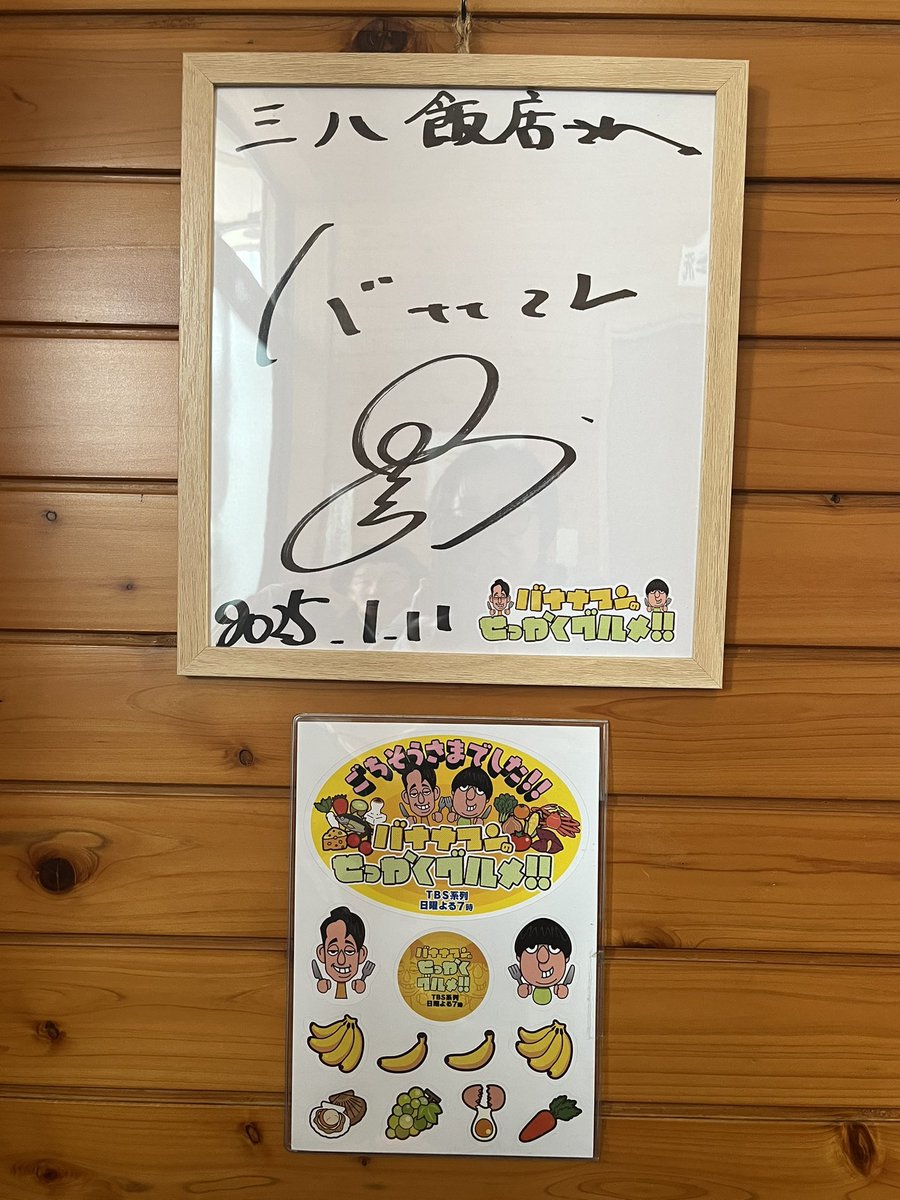 三八飯店さん
バナナマン
2025.1.11
バナナマンの
せっかくグルメ!!
ごちそうさまでした!!
バナナマンの
せっかくグルメ!!
TBS系列
日曜よる7時
バナナマンの
せっかく
グルメ!!
TBS系列
日曜よる7時